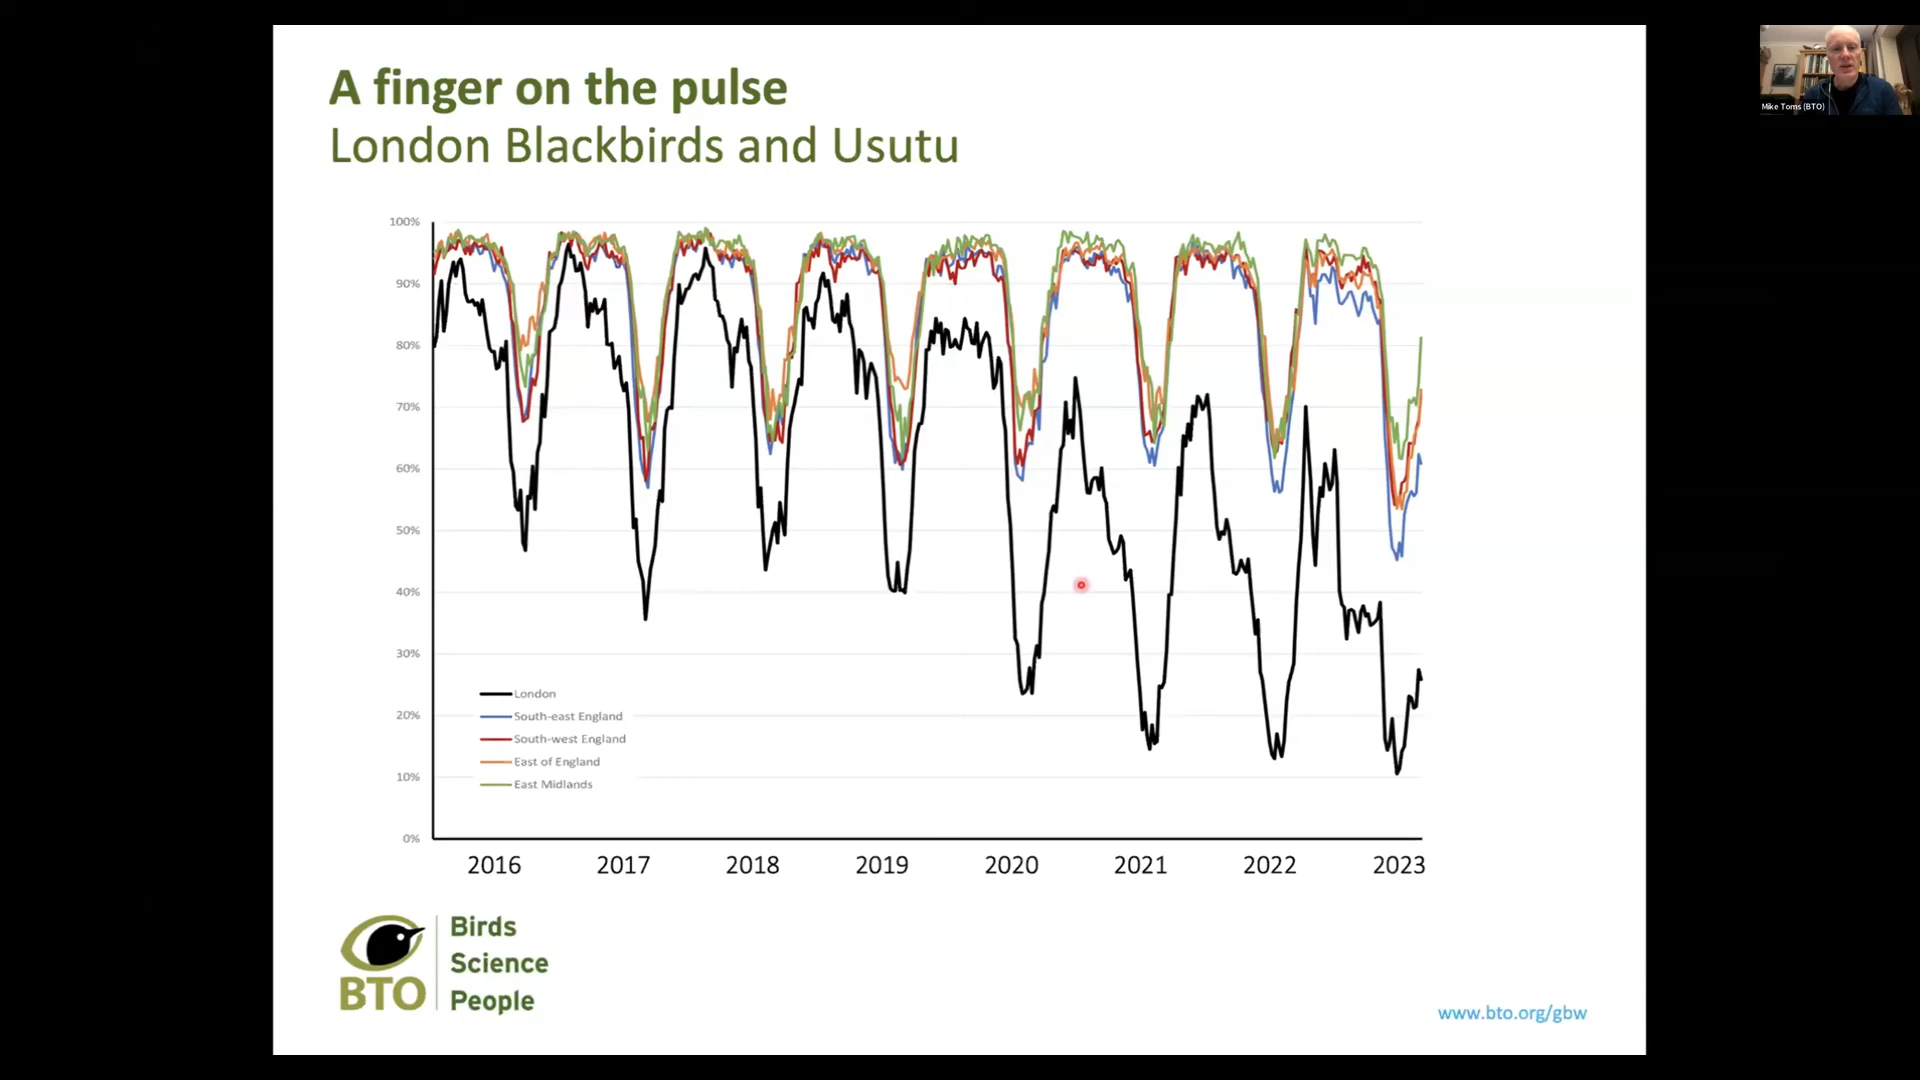 A finger on the pulse
London Blackbirds and Usutu
Mike Toms (BTO)
100%
90%
80%
70%
60%
50%
40%
30%
20%
10%
0%
London
South-east England
South-west England
East of England
East Midlands
2016 2017 2018 2019 2020 2021 2022 2023
BTO
Birds
Science
People
www.bto.org/gbw